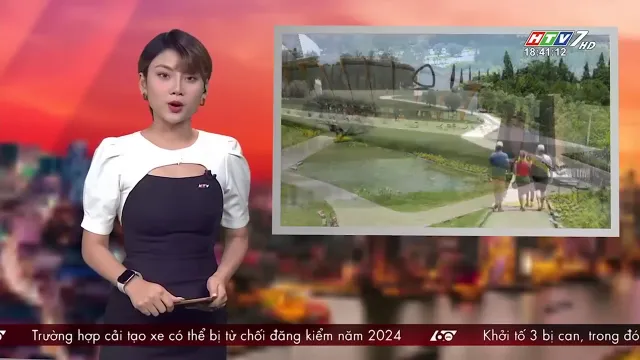 HTV7 HD
18:41:12
HTV
Trường hợp cải tạo xe có thể bị từ chối đăng kiểm năm 2024
60
Khởi tố 3 bị can, trong đó